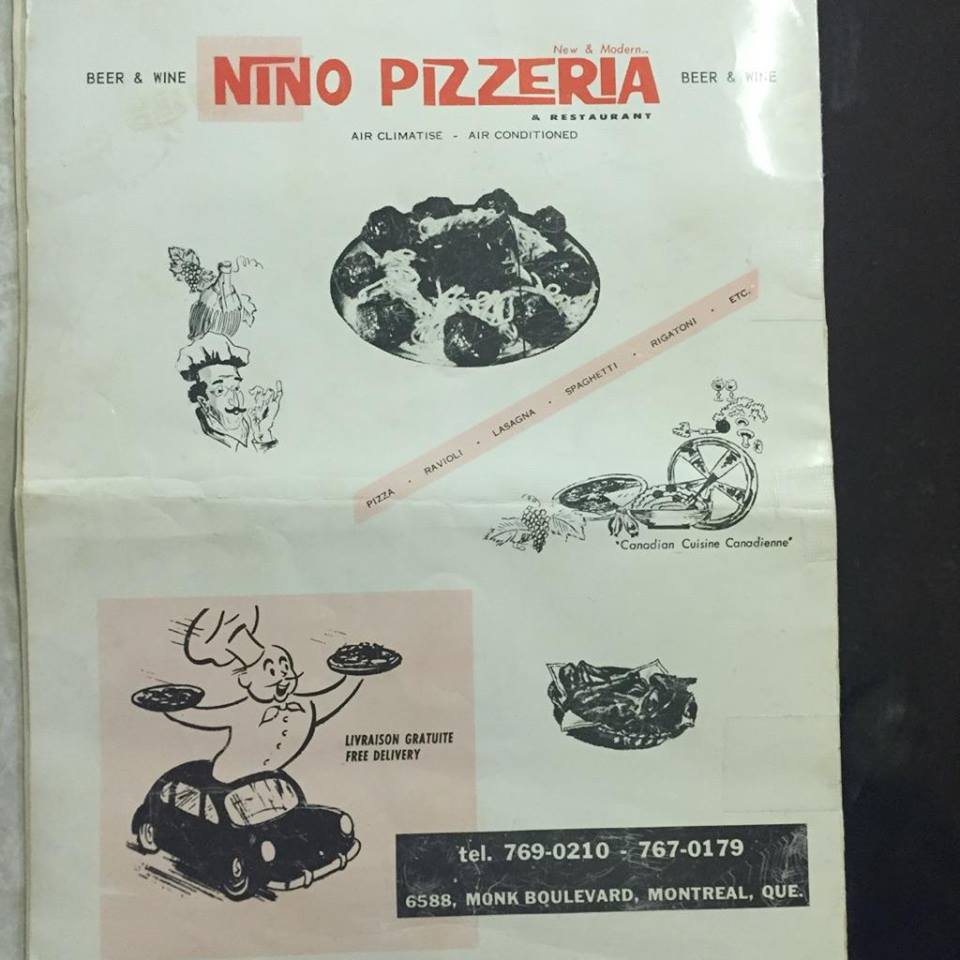 New & Modern...
BEER & WINE NINO PIZZERIA BEER & WINE
& RESTAURANT
AIR CLIMATISE - AIR CONDITIONED
PIZZA • RAVIOLI • LASAGNA • SPAGHETTI • RIGATONI • ETC.
"Canadian Cuisine Canadienne"
LIVRAISON GRATUITE
FREE DELIVERY
tel. 769-0210 - 767-0179
6588, MONK BOULEVARD, MONTREAL, QUE.